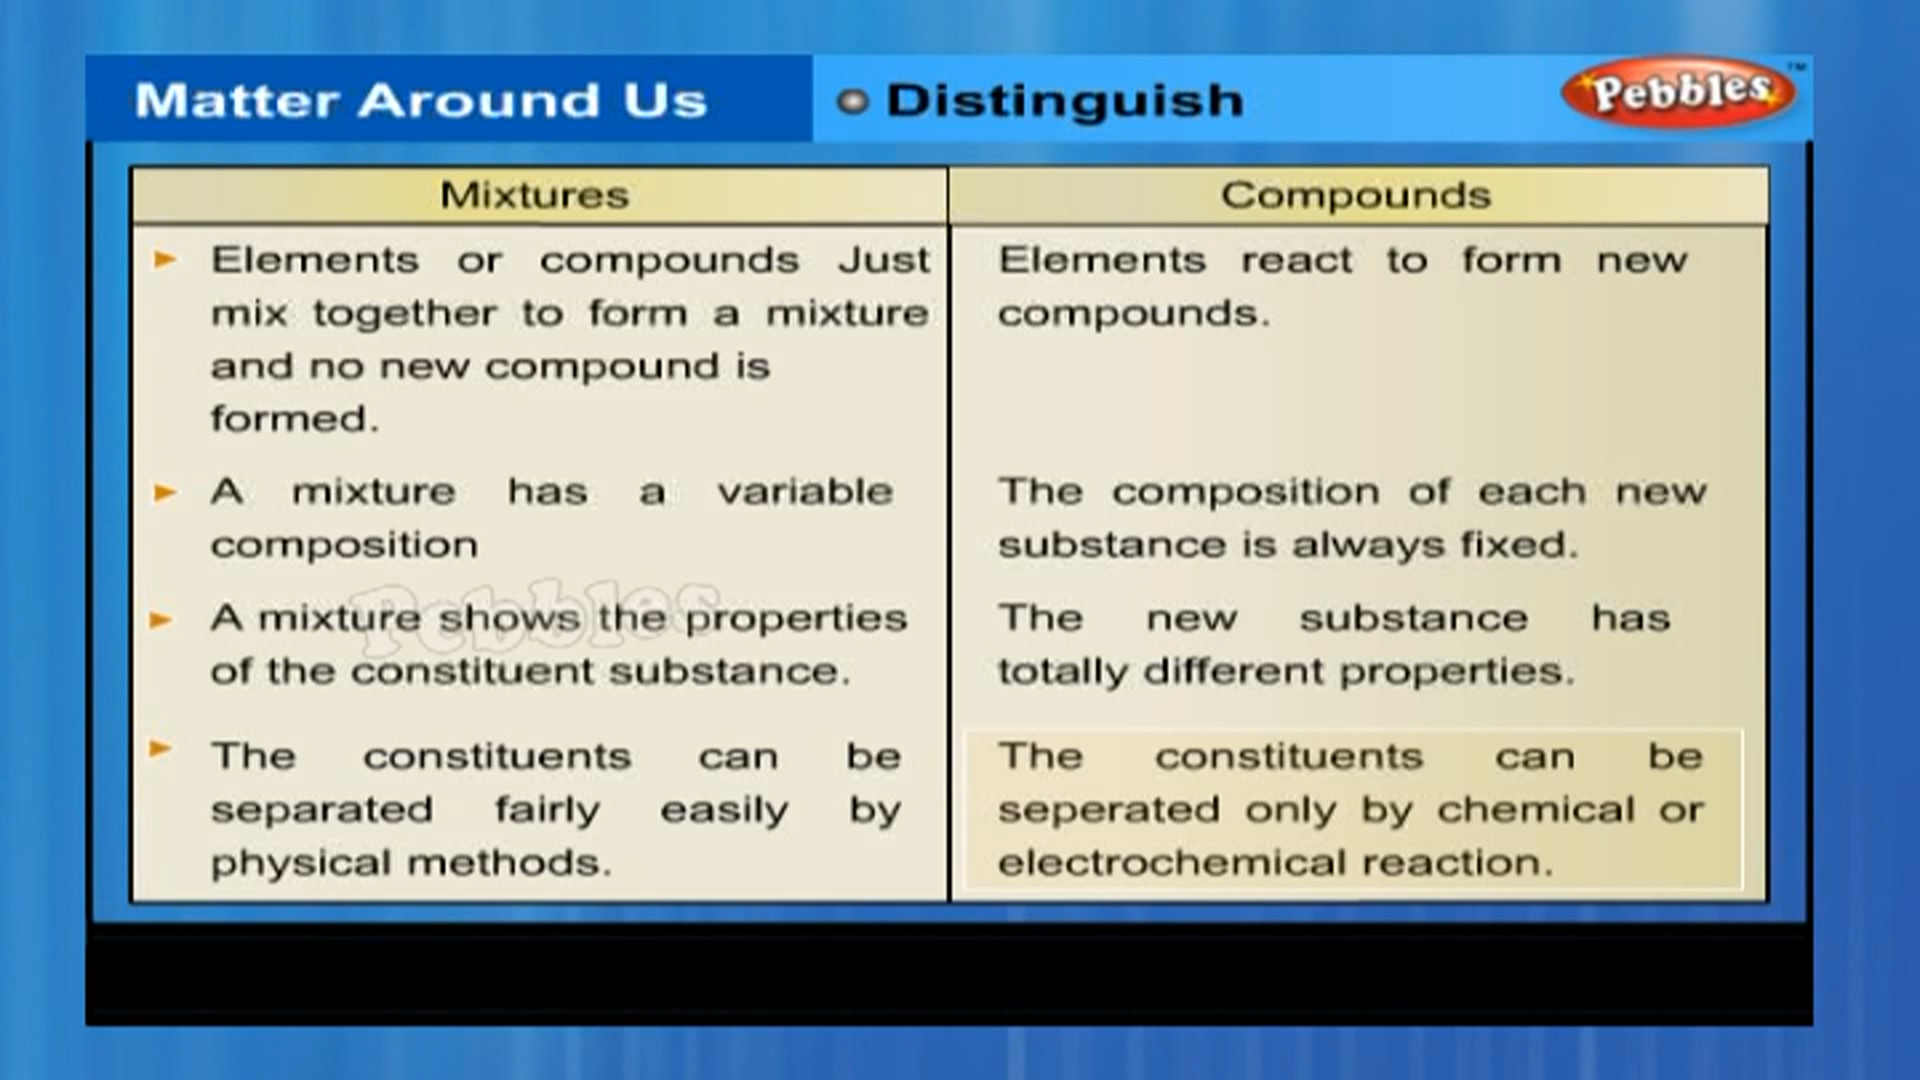 Matter Around Us
Distinguish
Pebbles™
Mixtures
Compounds
Elements or compounds Just
mix together to form a mixture
and no new compound is
formed.
Elements react to form new
compounds.
A mixture has a variable
composition
The composition of each new
substance is always fixed.
Pebbles
A mixture shows the properties
of the constituent substance.
The new substance has
totally different properties.
The constituents can be
separated fairly easily by
physical methods.
The constituents can be
seperated only by chemical or
electrochemical reaction.